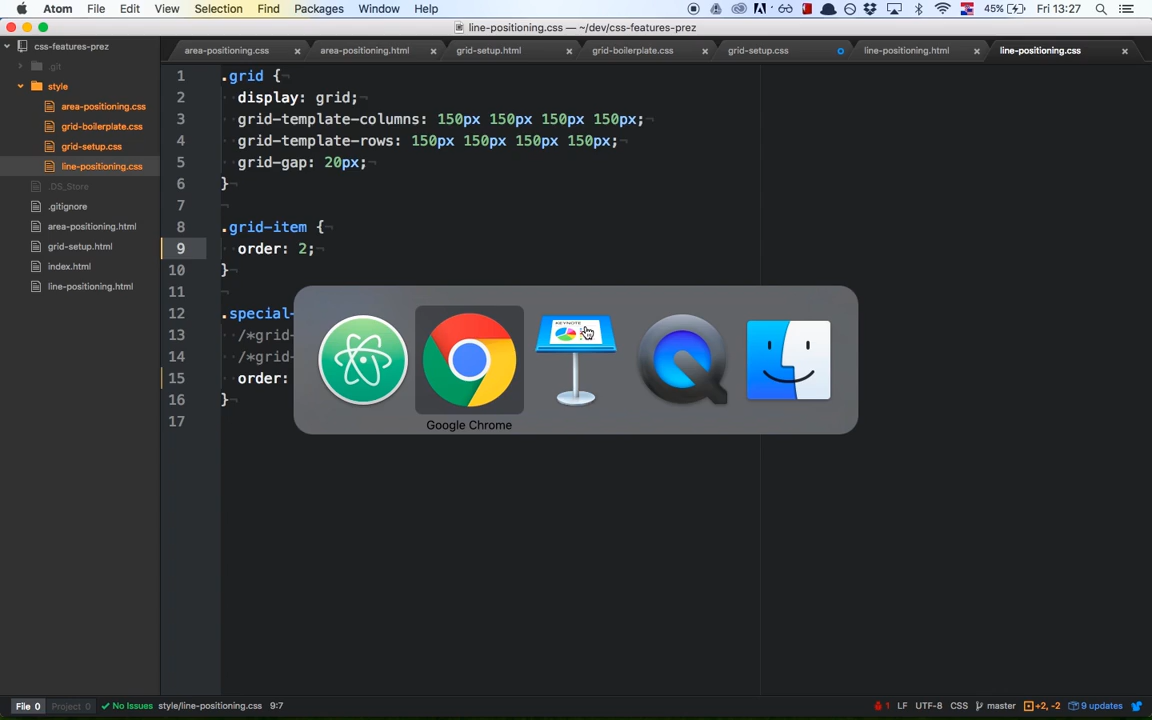 Atom File Edit View Selection Find Packages Window Help 45% Fri 13:27
line-positioning.css — ~/dev/css-features-prez
css-features-prez
.git
style
area-positioning.css
grid-boilerplate.css
grid-setup.css
line-positioning.css
.DS_Store
.gitignore
area-positioning.html
grid-setup.html
index.html
line-positioning.html
area-positioning.css area-positioning.html grid-setup.html grid-boilerplate.css grid-setup.css line-positioning.html line-positioning.css
1 .grid {
2 display: grid;
3 grid-template-columns: 150px 150px 150px 150px;
4 grid-template-rows: 150px 150px 150px 150px;
5 grid-gap: 20px;
6 }
7
8 .grid-item {
9 order: 2;
10 }
11
12 .special-
13 /*grid-
14 /*grid-
15 order:
16 }
17
KEYNOTE
Google Chrome
File 0 Project 0 No Issues style/line-positioning.css 9:7 1 LF UTF-8 CSS master +2, -2 9 updates